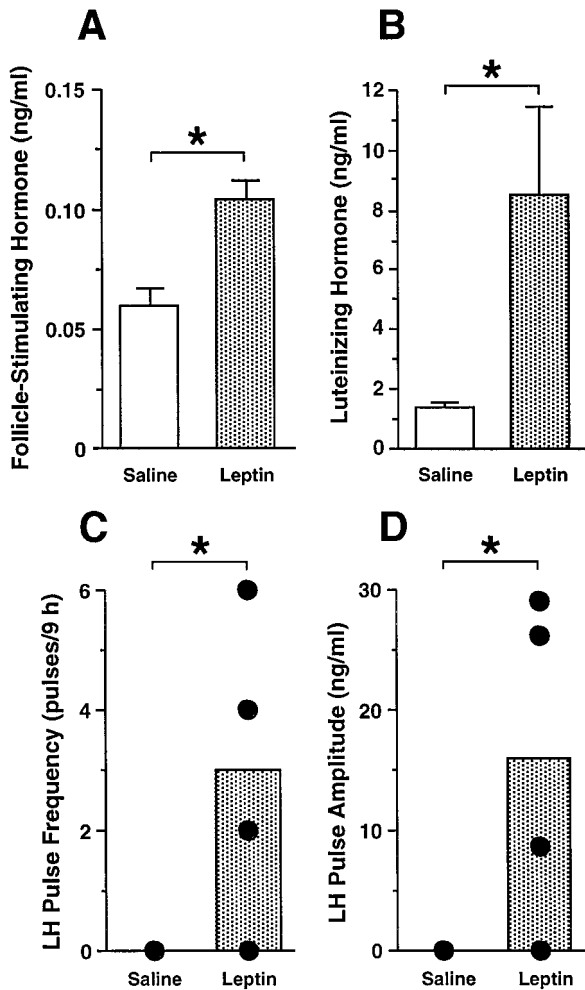 A
Follicle-Stimulating Hormone (ng/ml)
0.15
0.10
0.05
0
*
Saline
Leptin
B
Luteinizing Hormone (ng/ml)
12
10
8
6
4
2
0
*
Saline
Leptin
C
LH Pulse Frequency (pulses/9 h)
6
4
2
0
*
Saline
Leptin
D
LH Pulse Amplitude (ng/ml)
30
20
10
0
*
Saline
Leptin